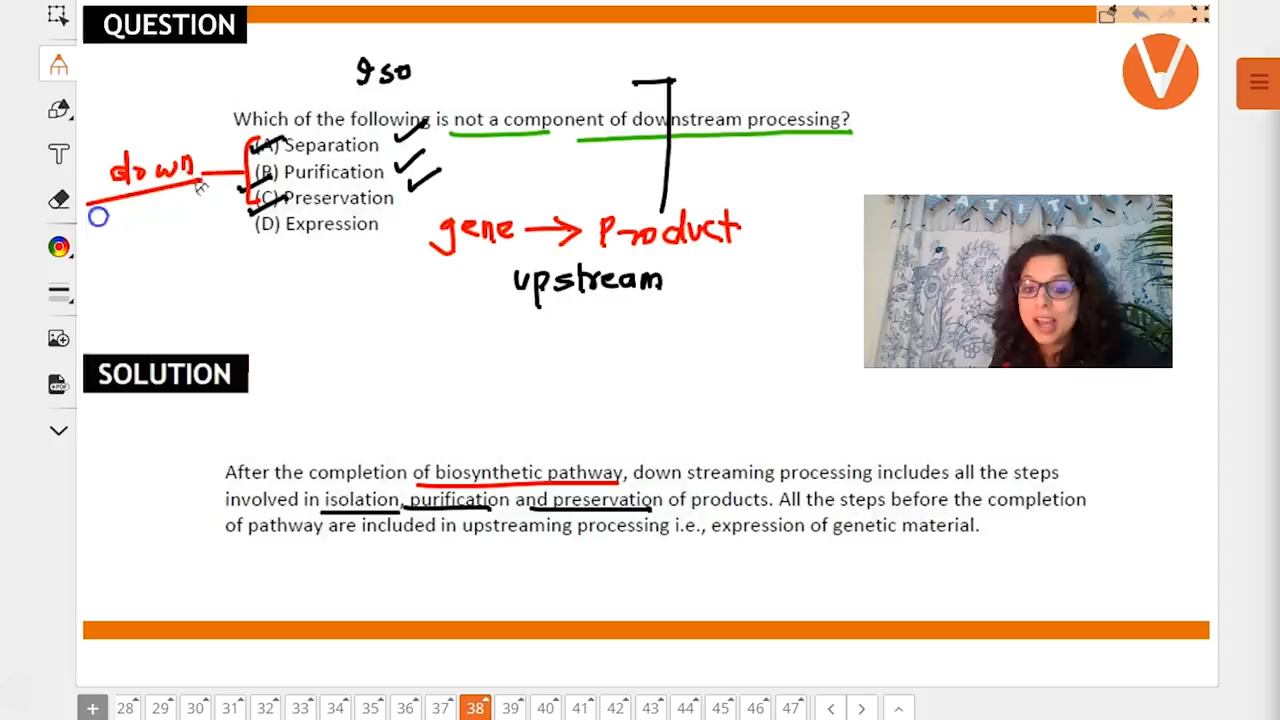 QUESTION
Iso
Which of the following is not a component of downstream processing?
(A) Separation
(B) Purification
(C) Preservation
(D) Expression
down
gene → Product
upstream
SOLUTION
After the completion of biosynthetic pathway, down streaming processing includes all the steps
involved in isolation, purification and preservation of products. All the steps before the completion
of pathway are included in upstreaming processing i.e., expression of genetic material.
28 29 30 31 32 33 34 35 36 37 38 39 40 41 42 43 44 45 46 47